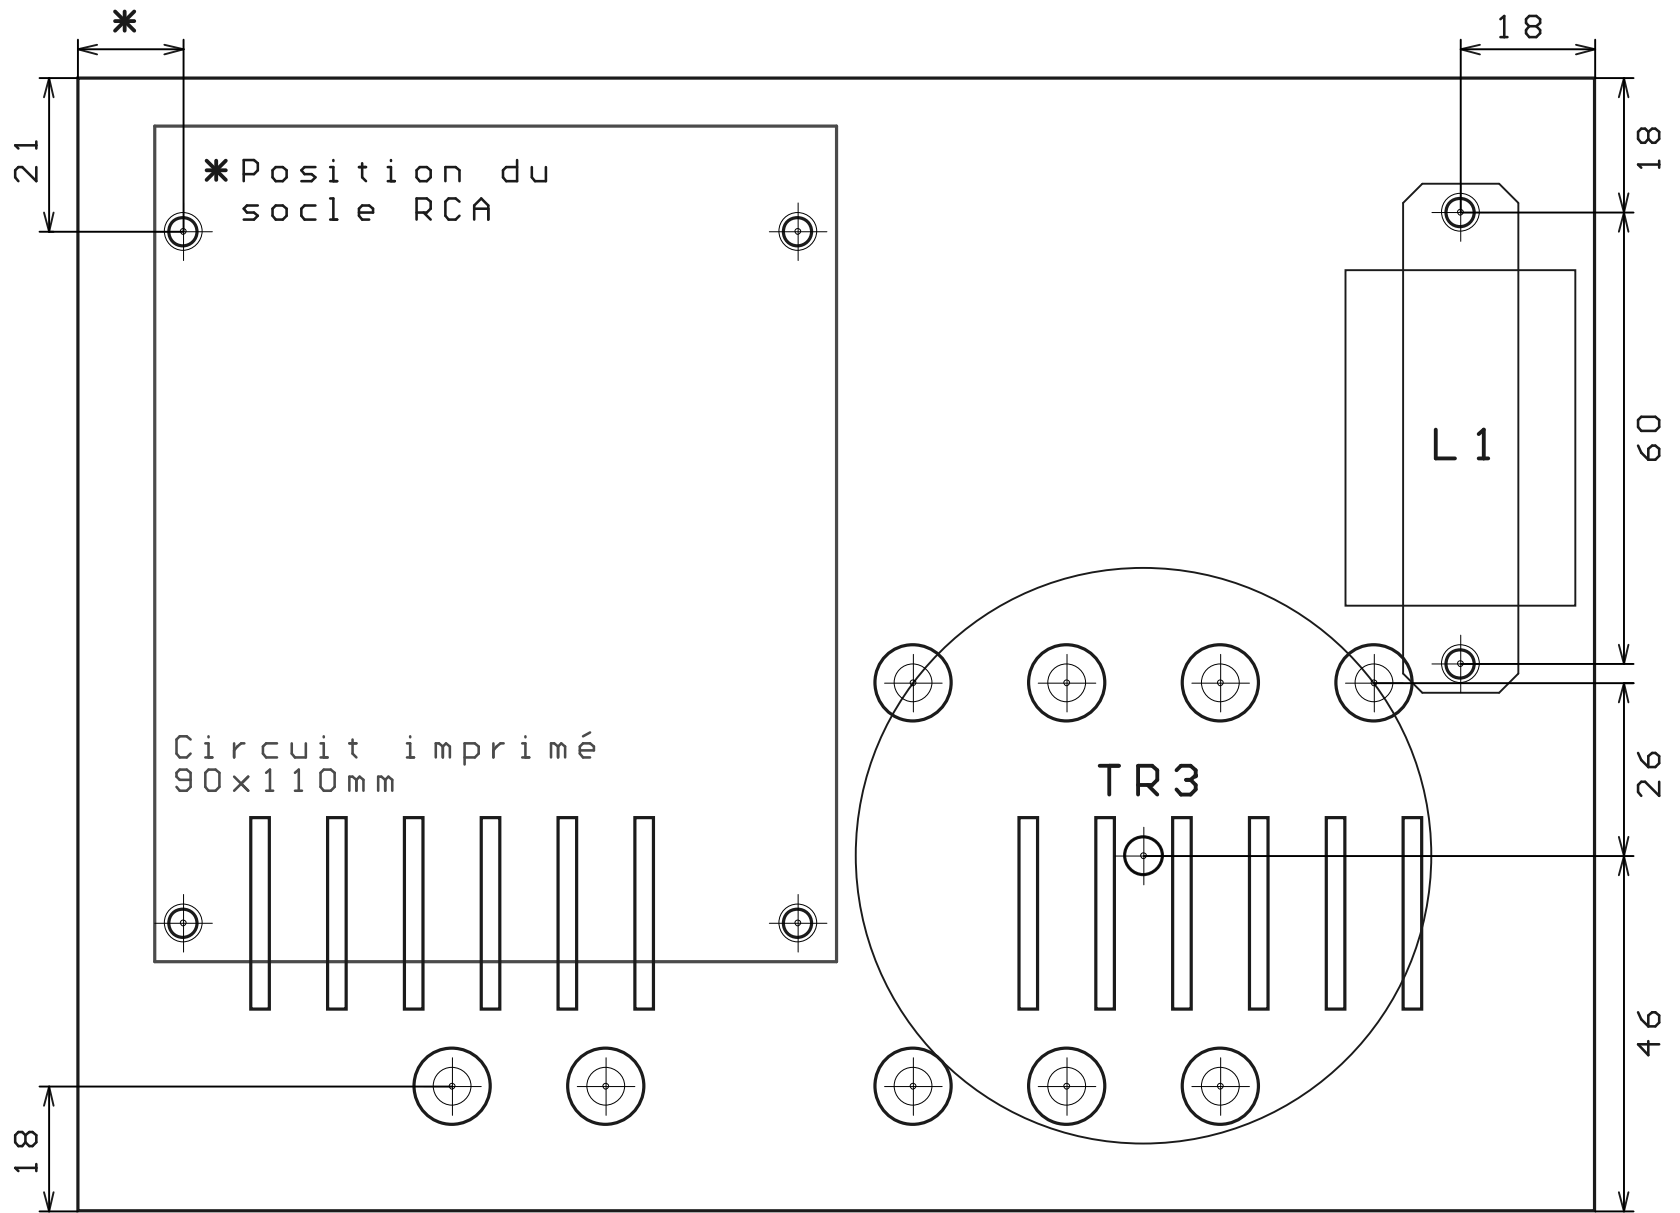 * 18
21
18
*Position du
socle RCA
60
L1
Circuit imprimé
90x110mm
TR3
26
46
18